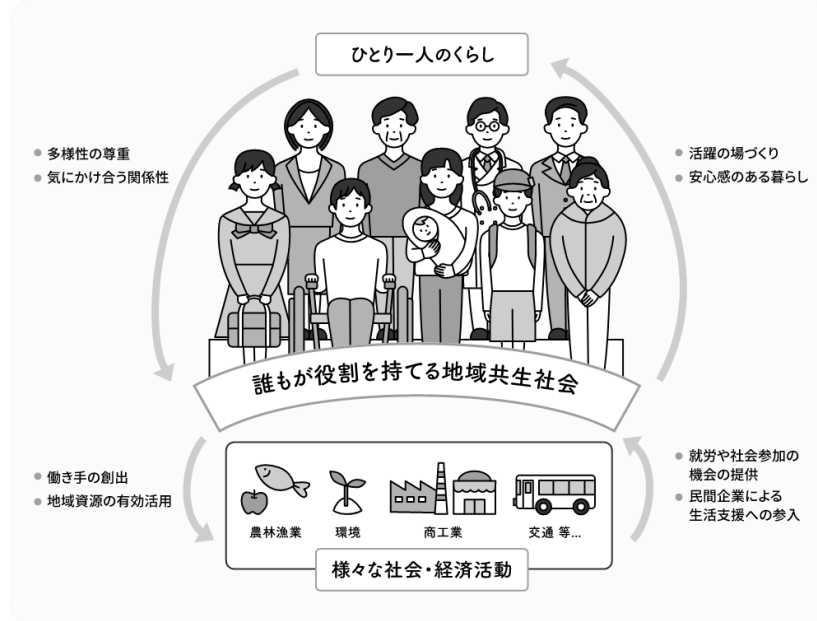 ひとり一人のくらし
多様性の尊重
気にかけ合う関係性
活躍の場づくり
安心感のある暮らし
誰もが役割を持てる地域共生社会
働き手の創出
地域資源の有効活用
就労や社会参加の
機会の提供
民間企業による
生活支援への参入
農林漁業
環境
商工業
交通 等...
様々な社会・経済活動